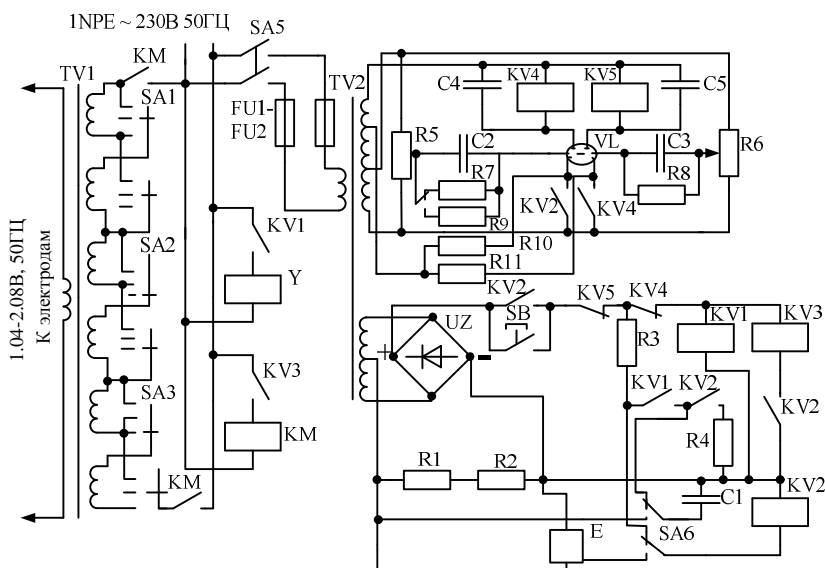 1NPE ~ 230В 50ГЦ
SA5
KM
TV1
SA1
TV2
C4
KV4
KV5
C5
FU1-
FU2
R5
C2
VL
C3
R6
R7
R8
R9
KV2
KV4
R10
R11
KV1
SA2
Y
1.04-2.08В, 50ГЦ
К электродам
KV2
SB
KV5
KV4
KV1
KV3
UZ
+
R3
KV3
SA3
KV1
KV2
KV2
KM
R4
R1
R2
KM
C1
KV2
E
SA6